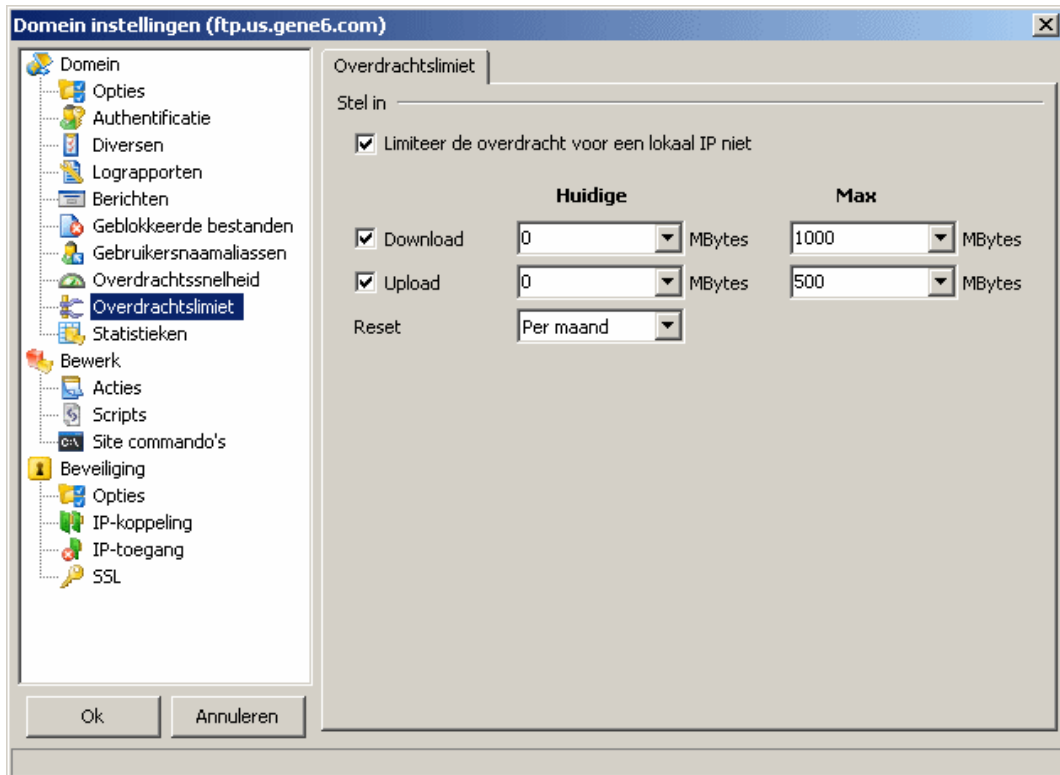 Domein instellingen (ftp.us.gene6.com)
Domein
Opties
Authentificatie
Diversen
Lograpporten
Berichten
Geblokkeerde bestanden
Gebruikersnaamaliassen
Overdrachtssnelheid
Overdrachtslimiet
Statistieken
Bewerk
Acties
Scripts
C:\ Site commando's
Beveiliging
Opties
IP-koppeling
IP-toegang
SSL
Ok Annuleren
Overdrachtslimiet
Stel in
Limiteer de overdracht voor een lokaal IP niet
Huidige Max
Download 0 MBytes 1000 MBytes
Upload 0 MBytes 500 MBytes
Reset Per maand